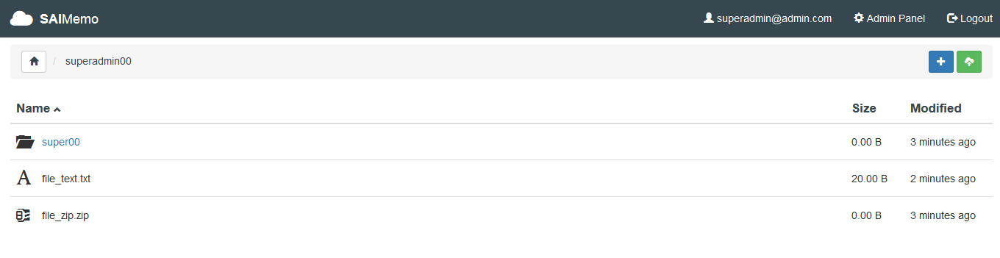 SAIMemo superadmin@admin.com Admin Panel Logout
/ superadmin00
Name Size Modified
super00 0.00 B 3 minutes ago
A file_text.txt 20.00 B 2 minutes ago
file_zip.zip 0.00 B 3 minutes ago